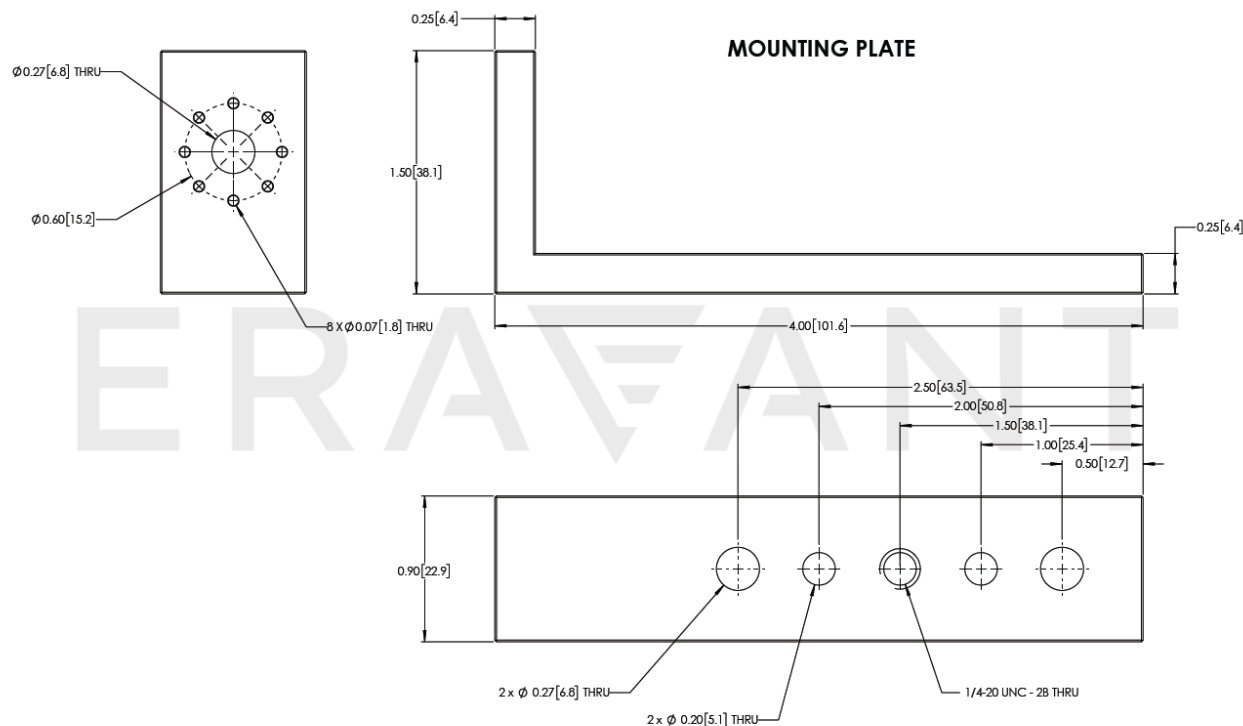 0.25[6.4]
MOUNTING PLATE
Ø0.27[6.8] THRU
1.50[38.1]
Ø0.60[15.2]
0.25[6.4]
8 X Ø0.07[1.8] THRU
4.00[101.6]
ERAVANT
2.50[63.5]
2.00[50.8]
1.50[38.1]
1.00[25.4]
0.50[12.7]
0.90[22.9]
2 x Ø 0.27[6.8] THRU
1/4-20 UNC - 2B THRU
2 x Ø 0.20[5.1] THRU